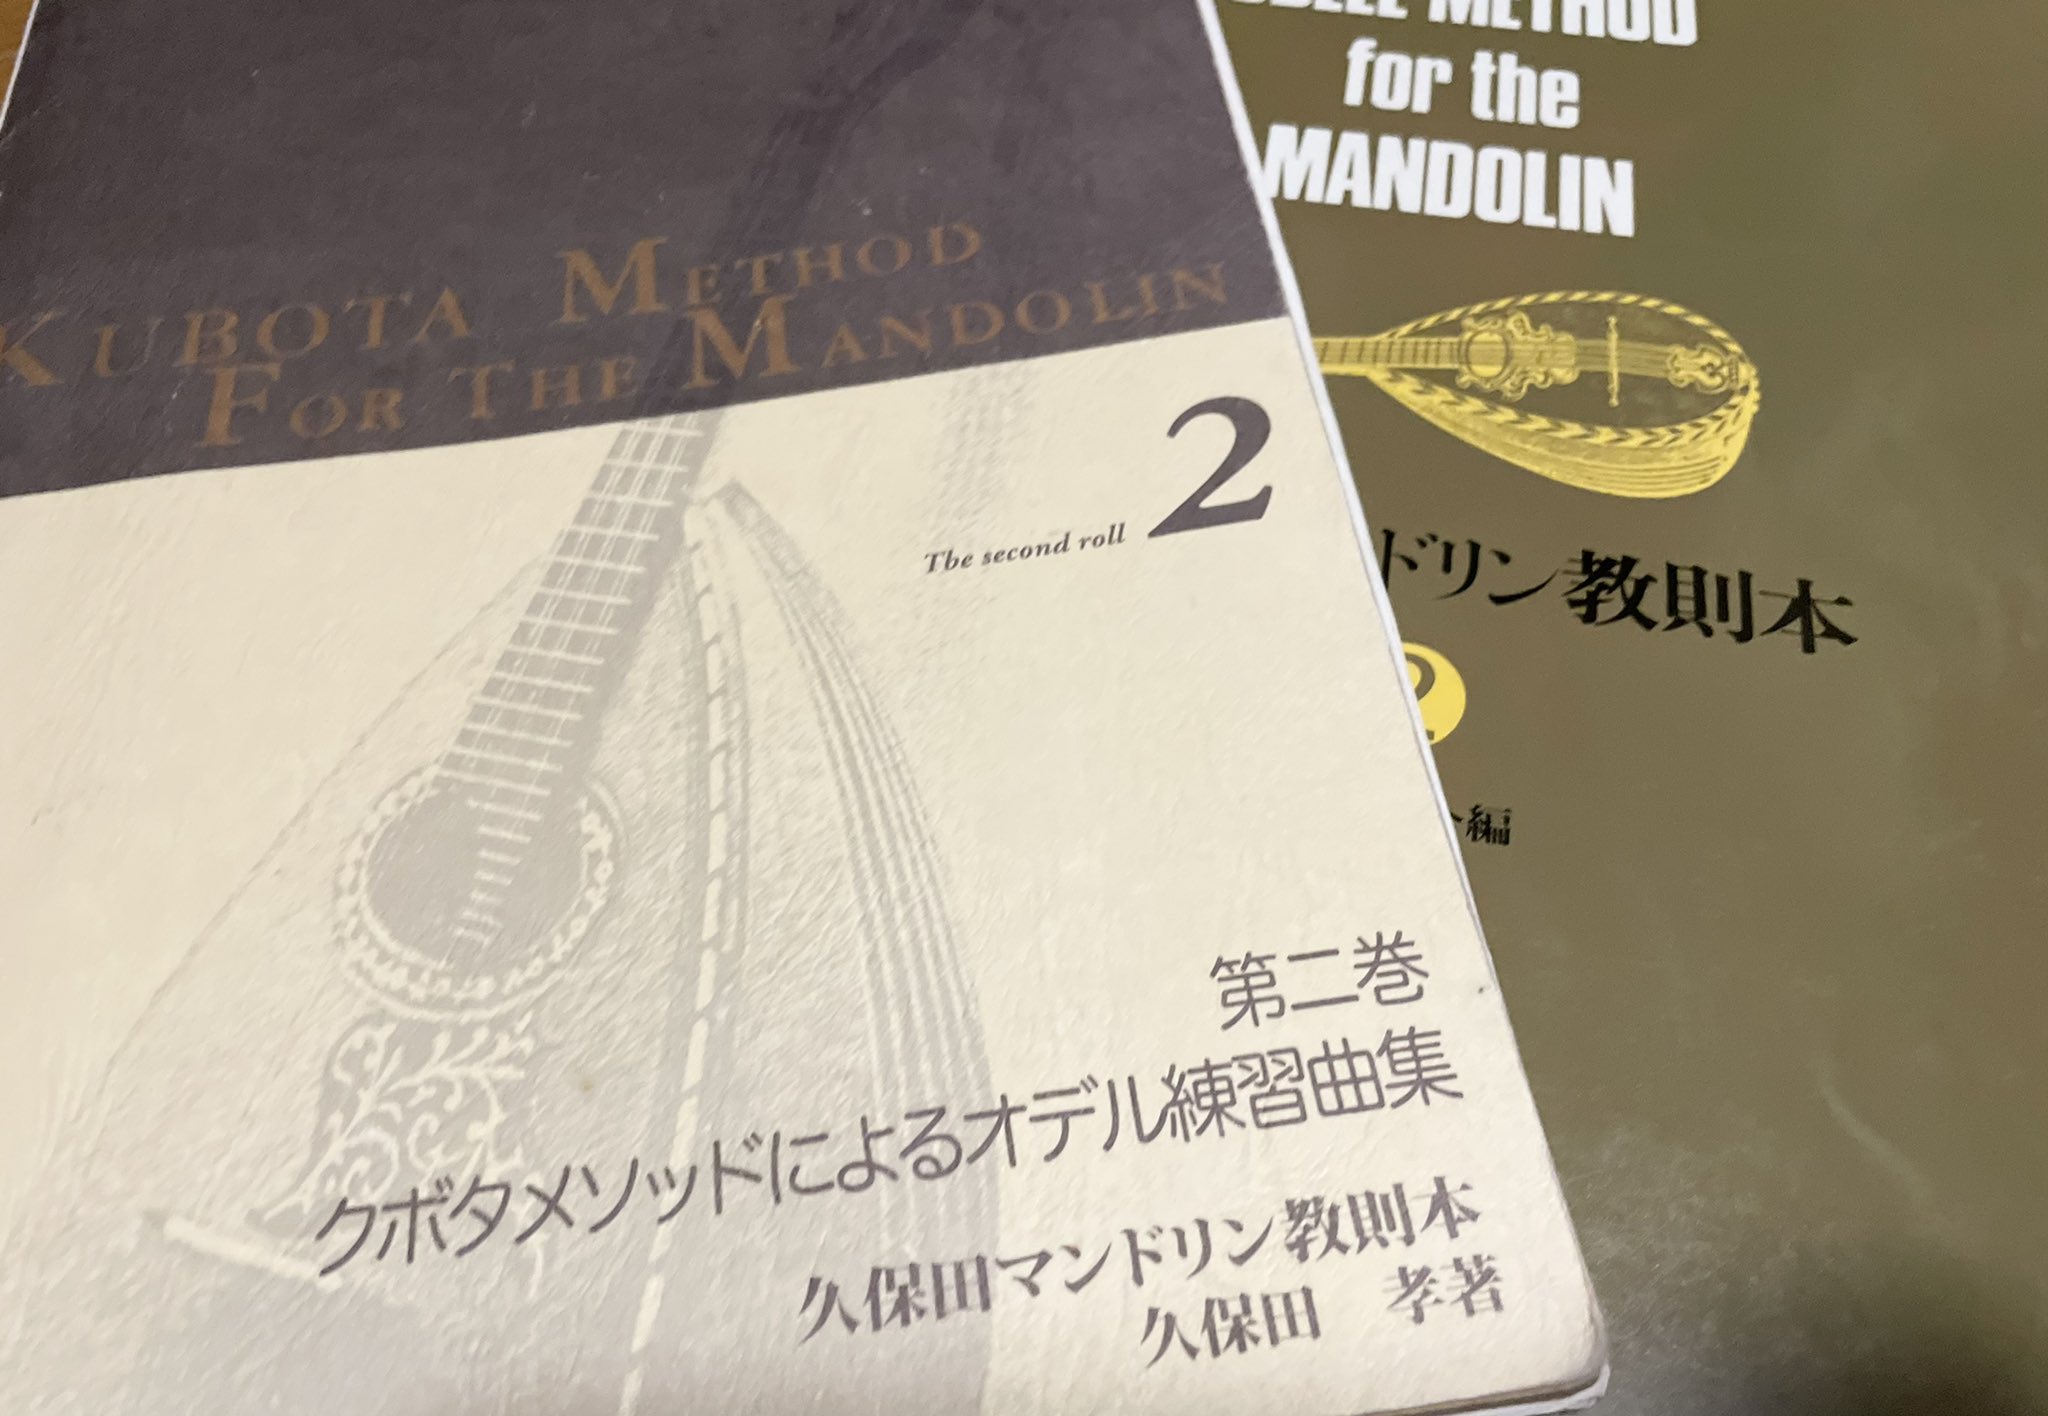 KUBOTA METHOD
FOR THE MANDOLIN
2
The second roll
第二巻
クボタメソッドによるオデル練習曲集
久保田マンドリン教則本
久保田 孝著
METHOD
for the
MANDOLIN
ドリン教則本
2
編